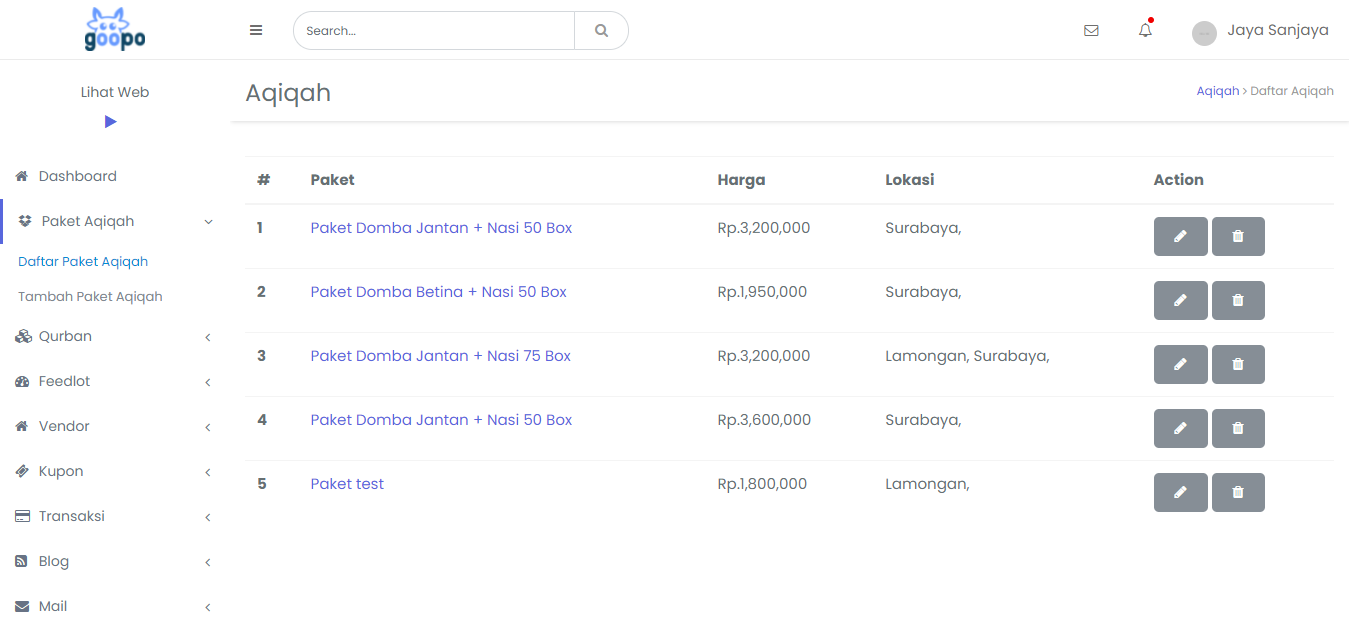 goopo
Search...
Jaya Sanjaya
Lihat Web
Aqiqah
Aqiqah > Daftar Aqiqah
Dashboard
Paket Aqiqah
Daftar Paket Aqiqah
Tambah Paket Aqiqah
Qurban
Feedlot
Vendor
Kupon
Transaksi
Blog
Mail
# Paket Harga Lokasi Action
1 Paket Domba Jantan + Nasi 50 Box Rp.3,200,000 Surabaya,
2 Paket Domba Betina + Nasi 50 Box Rp.1,950,000 Surabaya,
3 Paket Domba Jantan + Nasi 75 Box Rp.3,200,000 Lamongan, Surabaya,
4 Paket Domba Jantan + Nasi 50 Box Rp.3,600,000 Surabaya,
5 Paket test Rp.1,800,000 Lamongan,